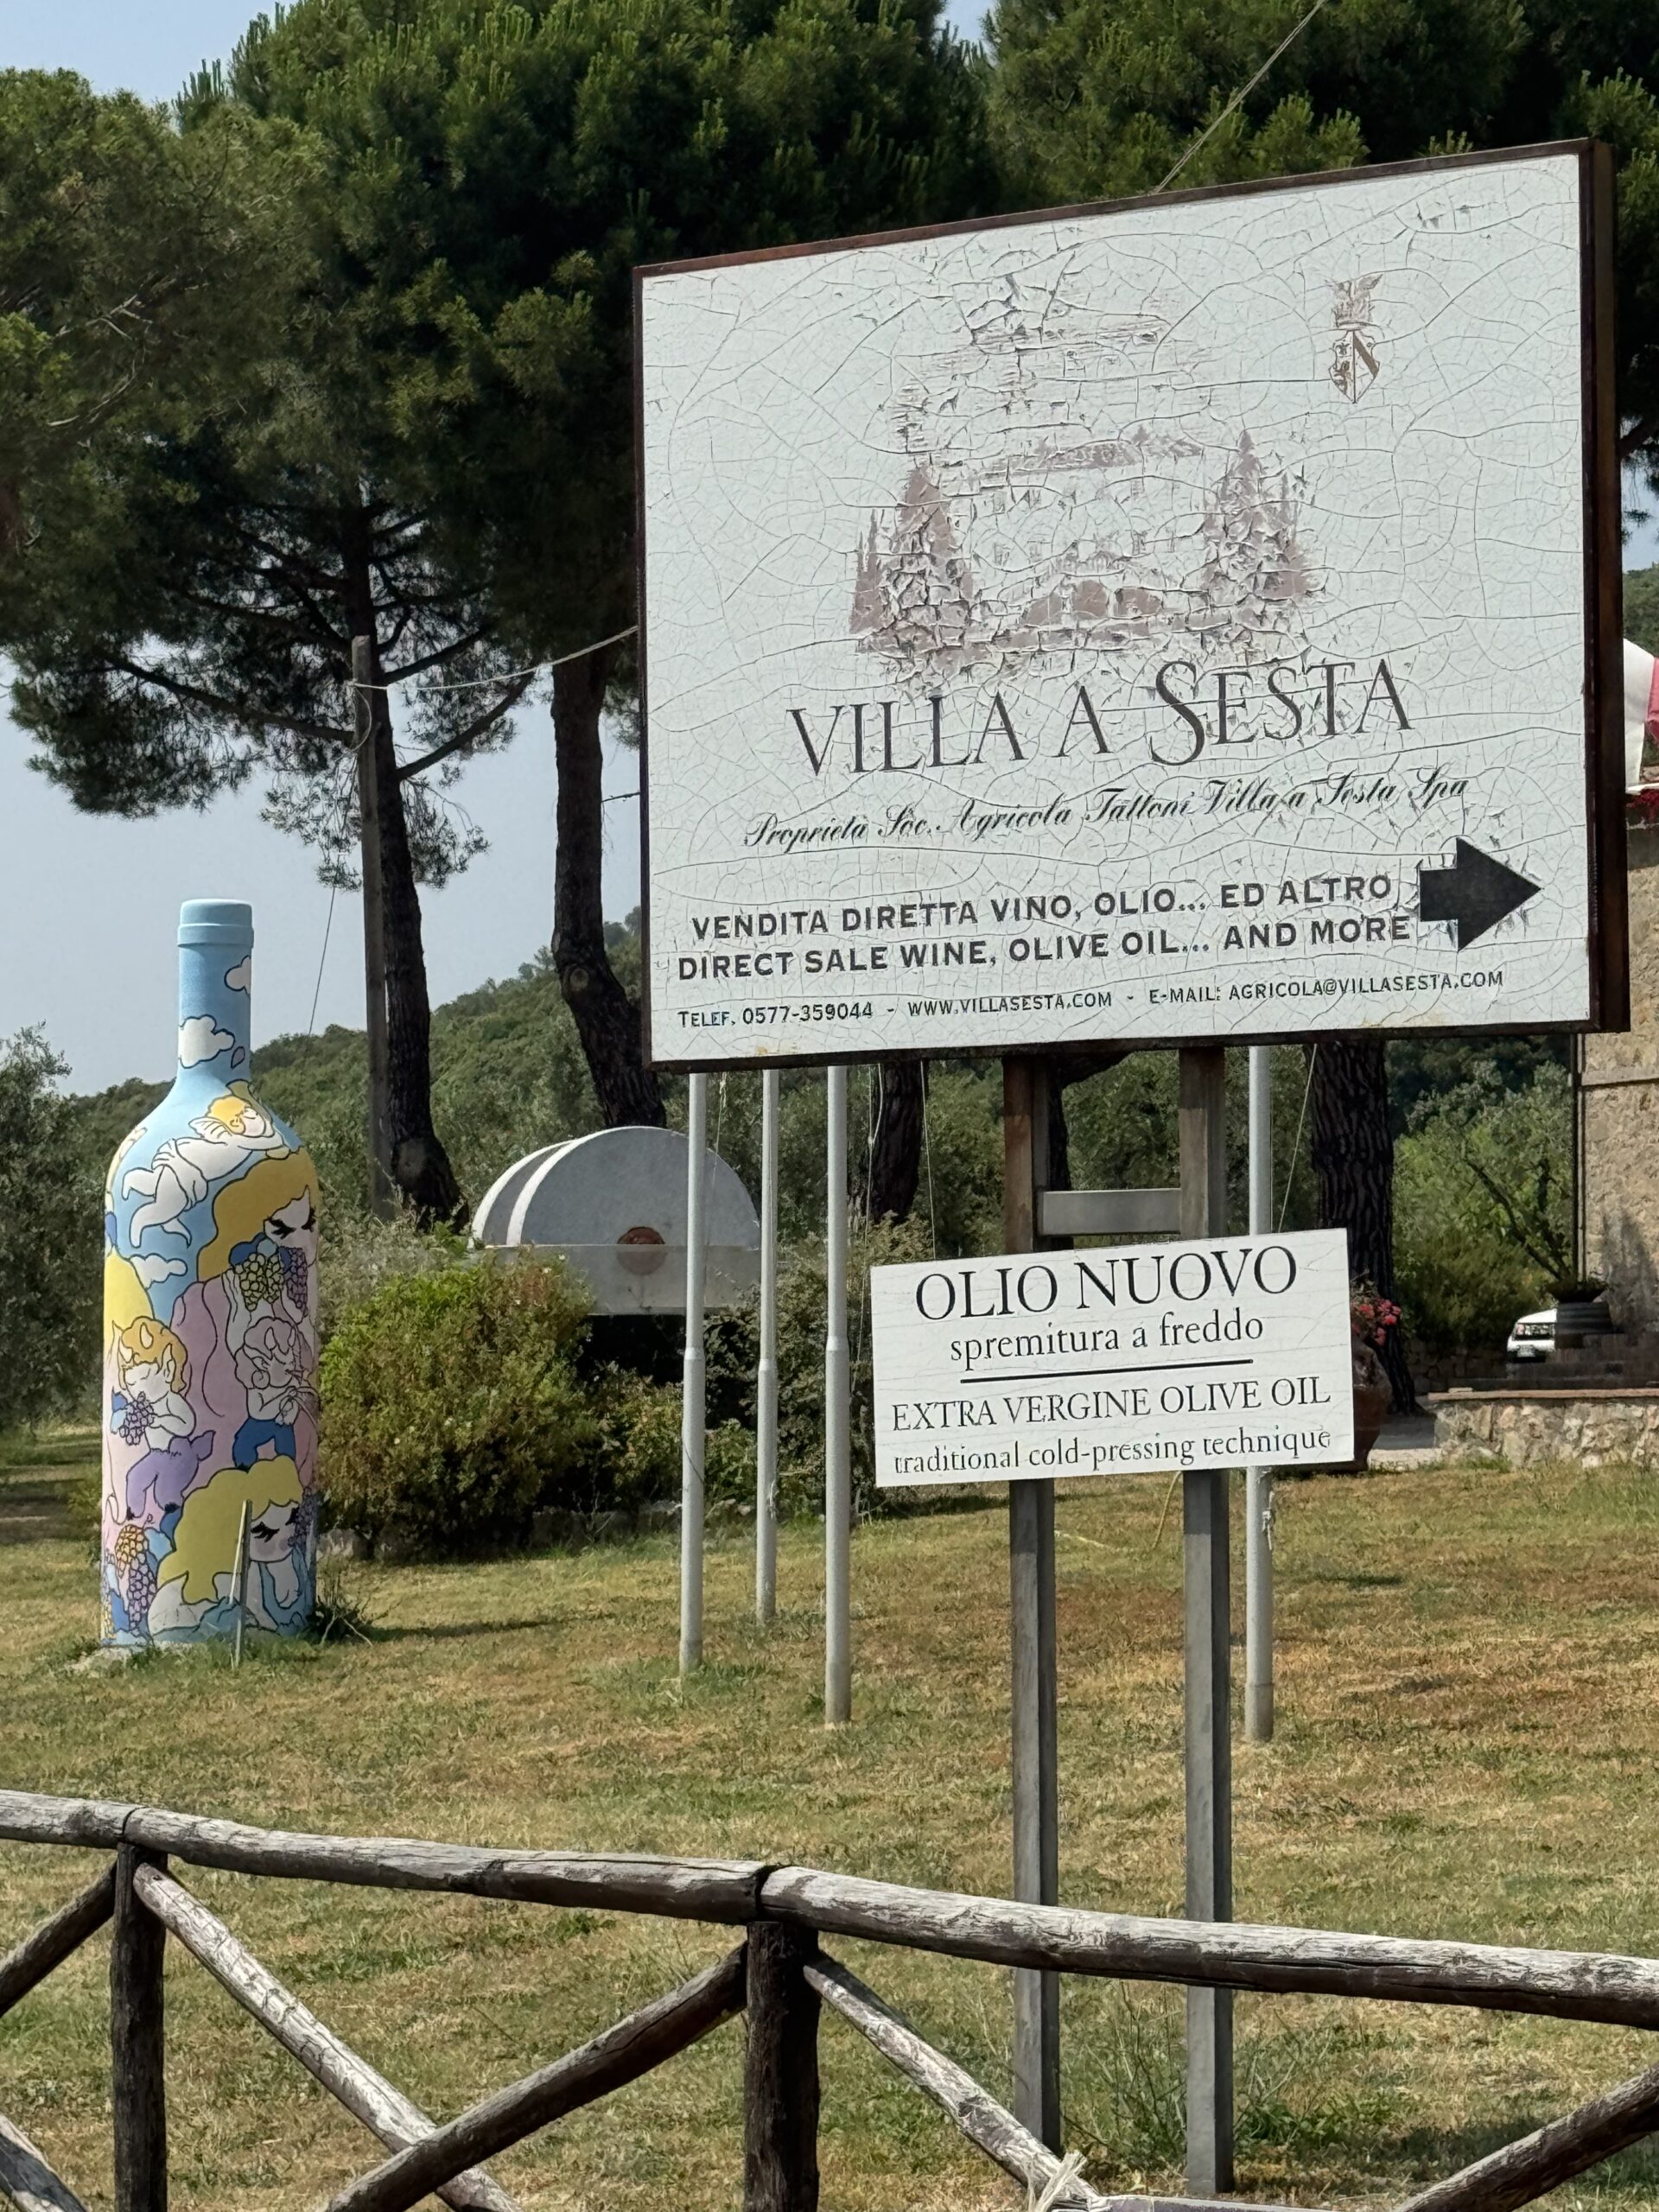 VILLA A SESTA
Proprietà Soc. Agricola Tattoni Villa a Sesta Spa
VENDITA DIRETTA VINO, OLIO... ED ALTRO
DIRECT SALE WINE, OLIVE OIL... AND MORE
TELEF. 0577-359044 - WWW.VILLASESTA.COM - E-MAIL: AGRICOLA@VILLASESTA.COM
OLIO NUOVO
spremitura a freddo
EXTRA VERGINE OLIVE OIL
traditional cold-pressing technique